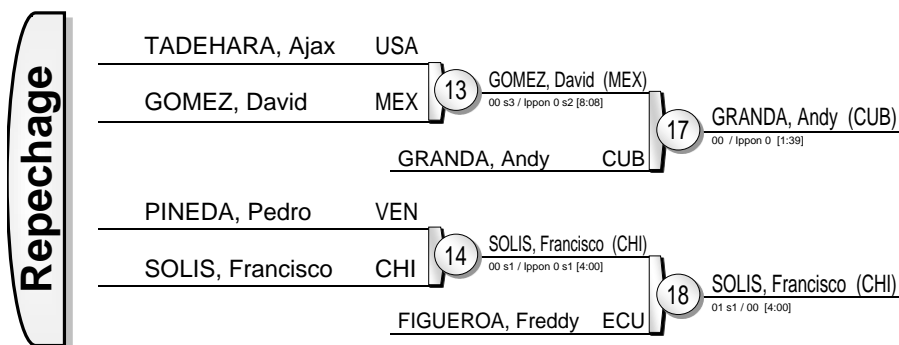 Repechage
TADEHARA, Ajax USA
GOMEZ, David MEX
13
GOMEZ, David (MEX)
00 s3 / Ippon 0 s2 [8:08]
GRANDA, Andy CUB
17
GRANDA, Andy (CUB)
00 / Ippon 0 [1:39]
PINEDA, Pedro VEN
SOLIS, Francisco CHI
14
SOLIS, Francisco (CHI)
00 s1 / Ippon 0 s1 [4:00]
FIGUEROA, Freddy ECU
18
SOLIS, Francisco (CHI)
01 s1 / 00 [4:00]